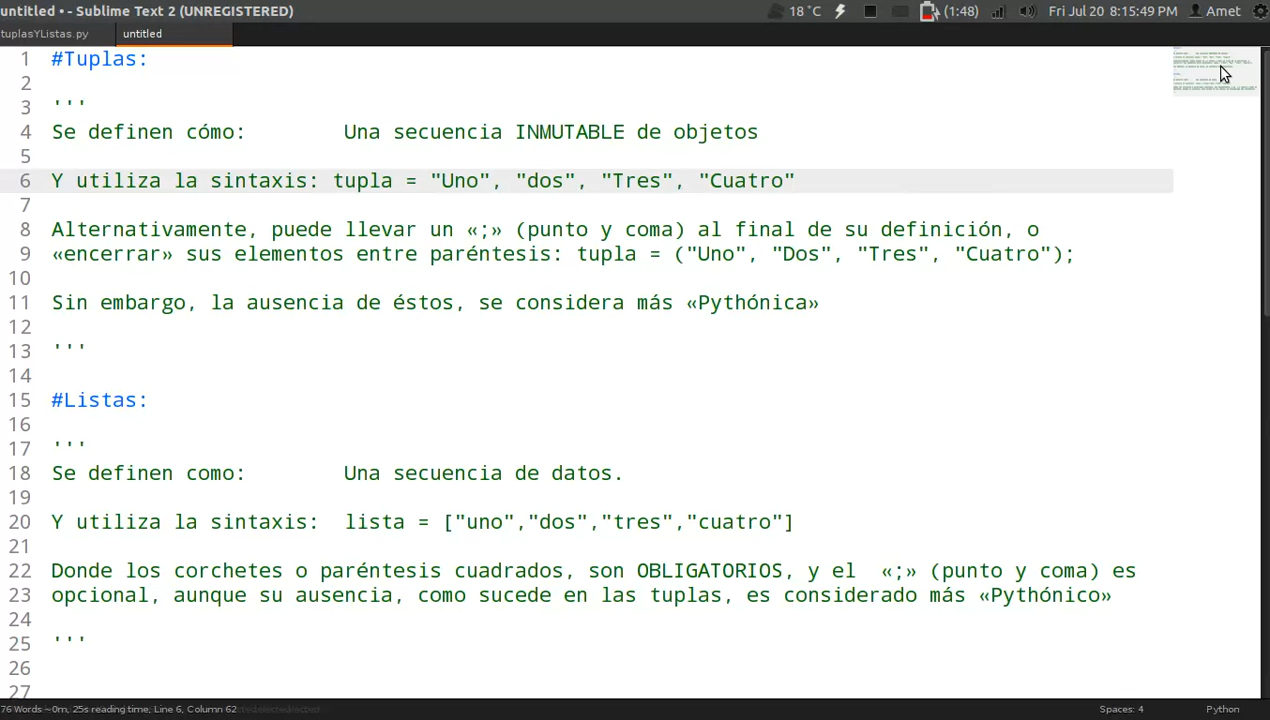 untitled • - Sublime Text 2 (UNREGISTERED)
18 °C
(1:48)
Fri Jul 20 8:15:49 PM
Amet
tuplasYListas.py
untitled
1 #Tuplas:
2
3 '''
4 Se definen cómo: Una secuencia INMUTABLE de objetos
5
6 Y utiliza la sintaxis: tupla = "Uno", "dos", "Tres", "Cuatro"
7
8 Alternativamente, puede llevar un «;» (punto y coma) al final de su definición, o
9 «encerrar» sus elementos entre paréntesis: tupla = ("Uno", "Dos", "Tres", "Cuatro");
10
11 Sin embargo, la ausencia de éstos, se considera más «Pythónica»
12
13 '''
14
15 #Listas:
16
17 '''
18 Se definen como: Una secuencia de datos.
19
20 Y utiliza la sintaxis: lista = ["uno","dos","tres","cuatro"]
21
22 Donde los corchetes o paréntesis cuadrados, son OBLIGATORIOS, y el «;» (punto y coma) es
23 opcional, aunque su ausencia, como sucede en las tuplas, es considerado más «Pythónico»
24
25 '''
26
27
76 Words ~0m, 25s reading time, Line 6, Column 62
Spaces: 4
Python